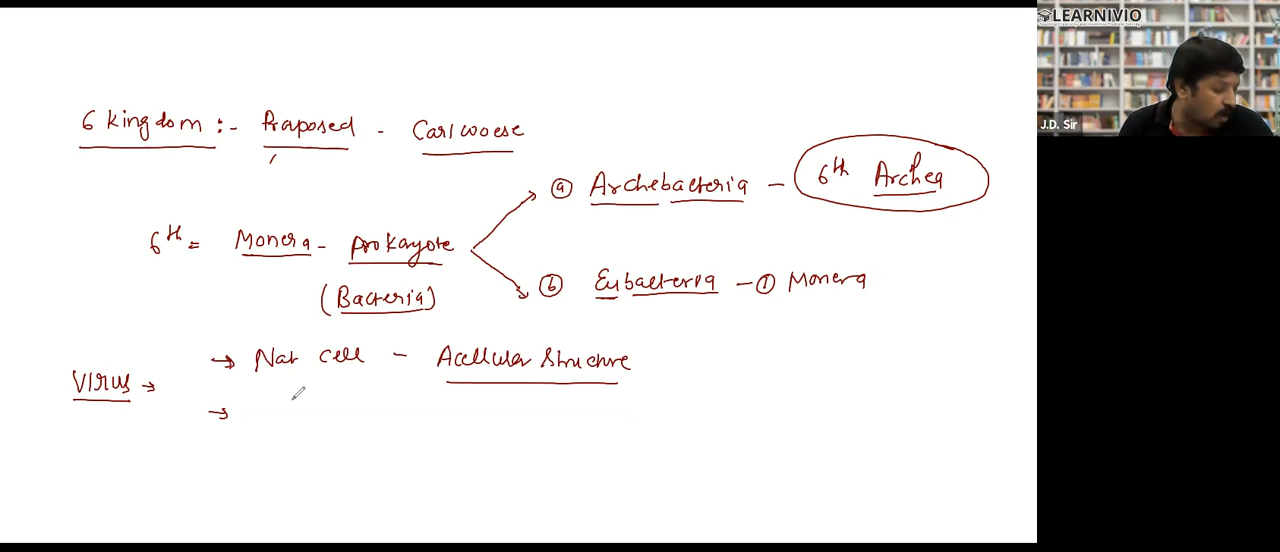 LEARNIVIO
J.D. Sir
6 Kingdom :- Praposed - Carlwoese
(a) Archebacteria - 6th Archea
6th = Monera - Prokayote
(Bacteria)
(b) Eubacteria - (1) Monera
Virus → → Not Cell - Acellular Structure
→